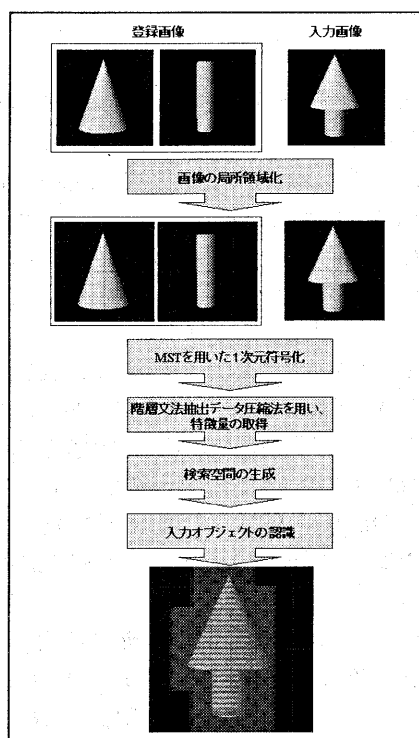 登録画像
入力画像
画像の局所領域化
MSTを用いた1次元符号化
階層文法抽出データ圧縮法を用い、
特徴量の取得
検索空間の生成
入力オブジェクトの認識